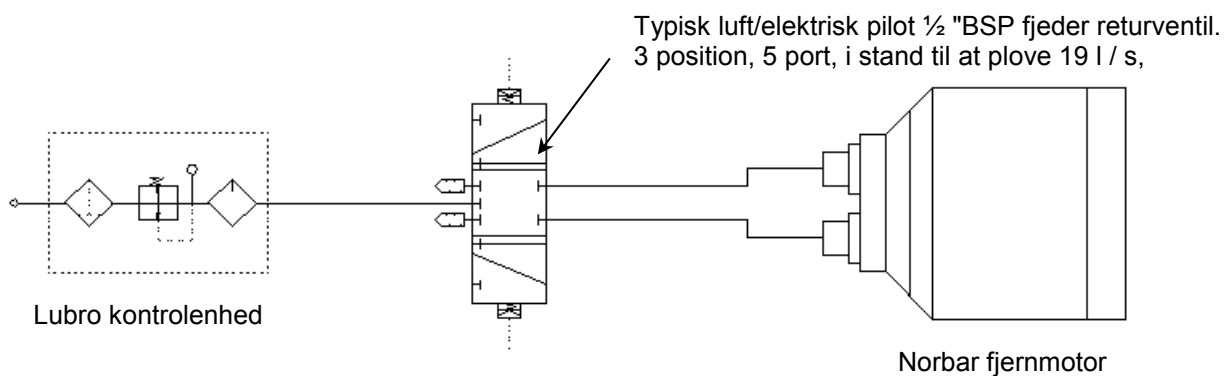 Typisk luft/elektrisk pilot ½ "BSP fjeder returventil.
3 position, 5 port, i stand til at plove 19 l / s,
Lubro kontrolenhed
Norbar fjernmotor